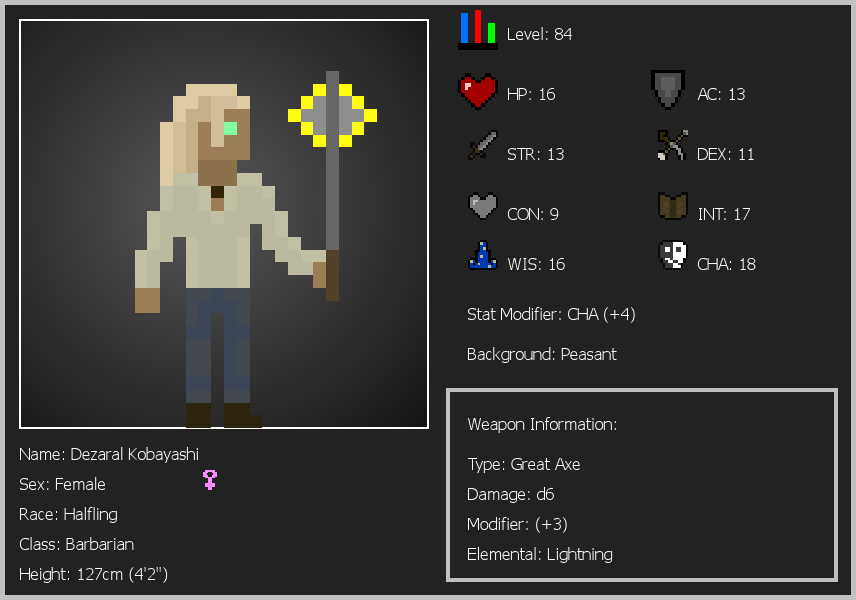 Level: 84
HP: 16
AC: 13
STR: 13
DEX: 11
CON: 9
INT: 17
WIS: 16
CHA: 18
Stat Modifier: CHA (+4)
Background: Peasant
Weapon Information:
Type: Great Axe
Damage: d6
Modifier: (+3)
Elemental: Lightning
Name: Dezaral Kobayashi
Sex: Female
Race: Halfling
Class: Barbarian
Height: 127cm (4'2")